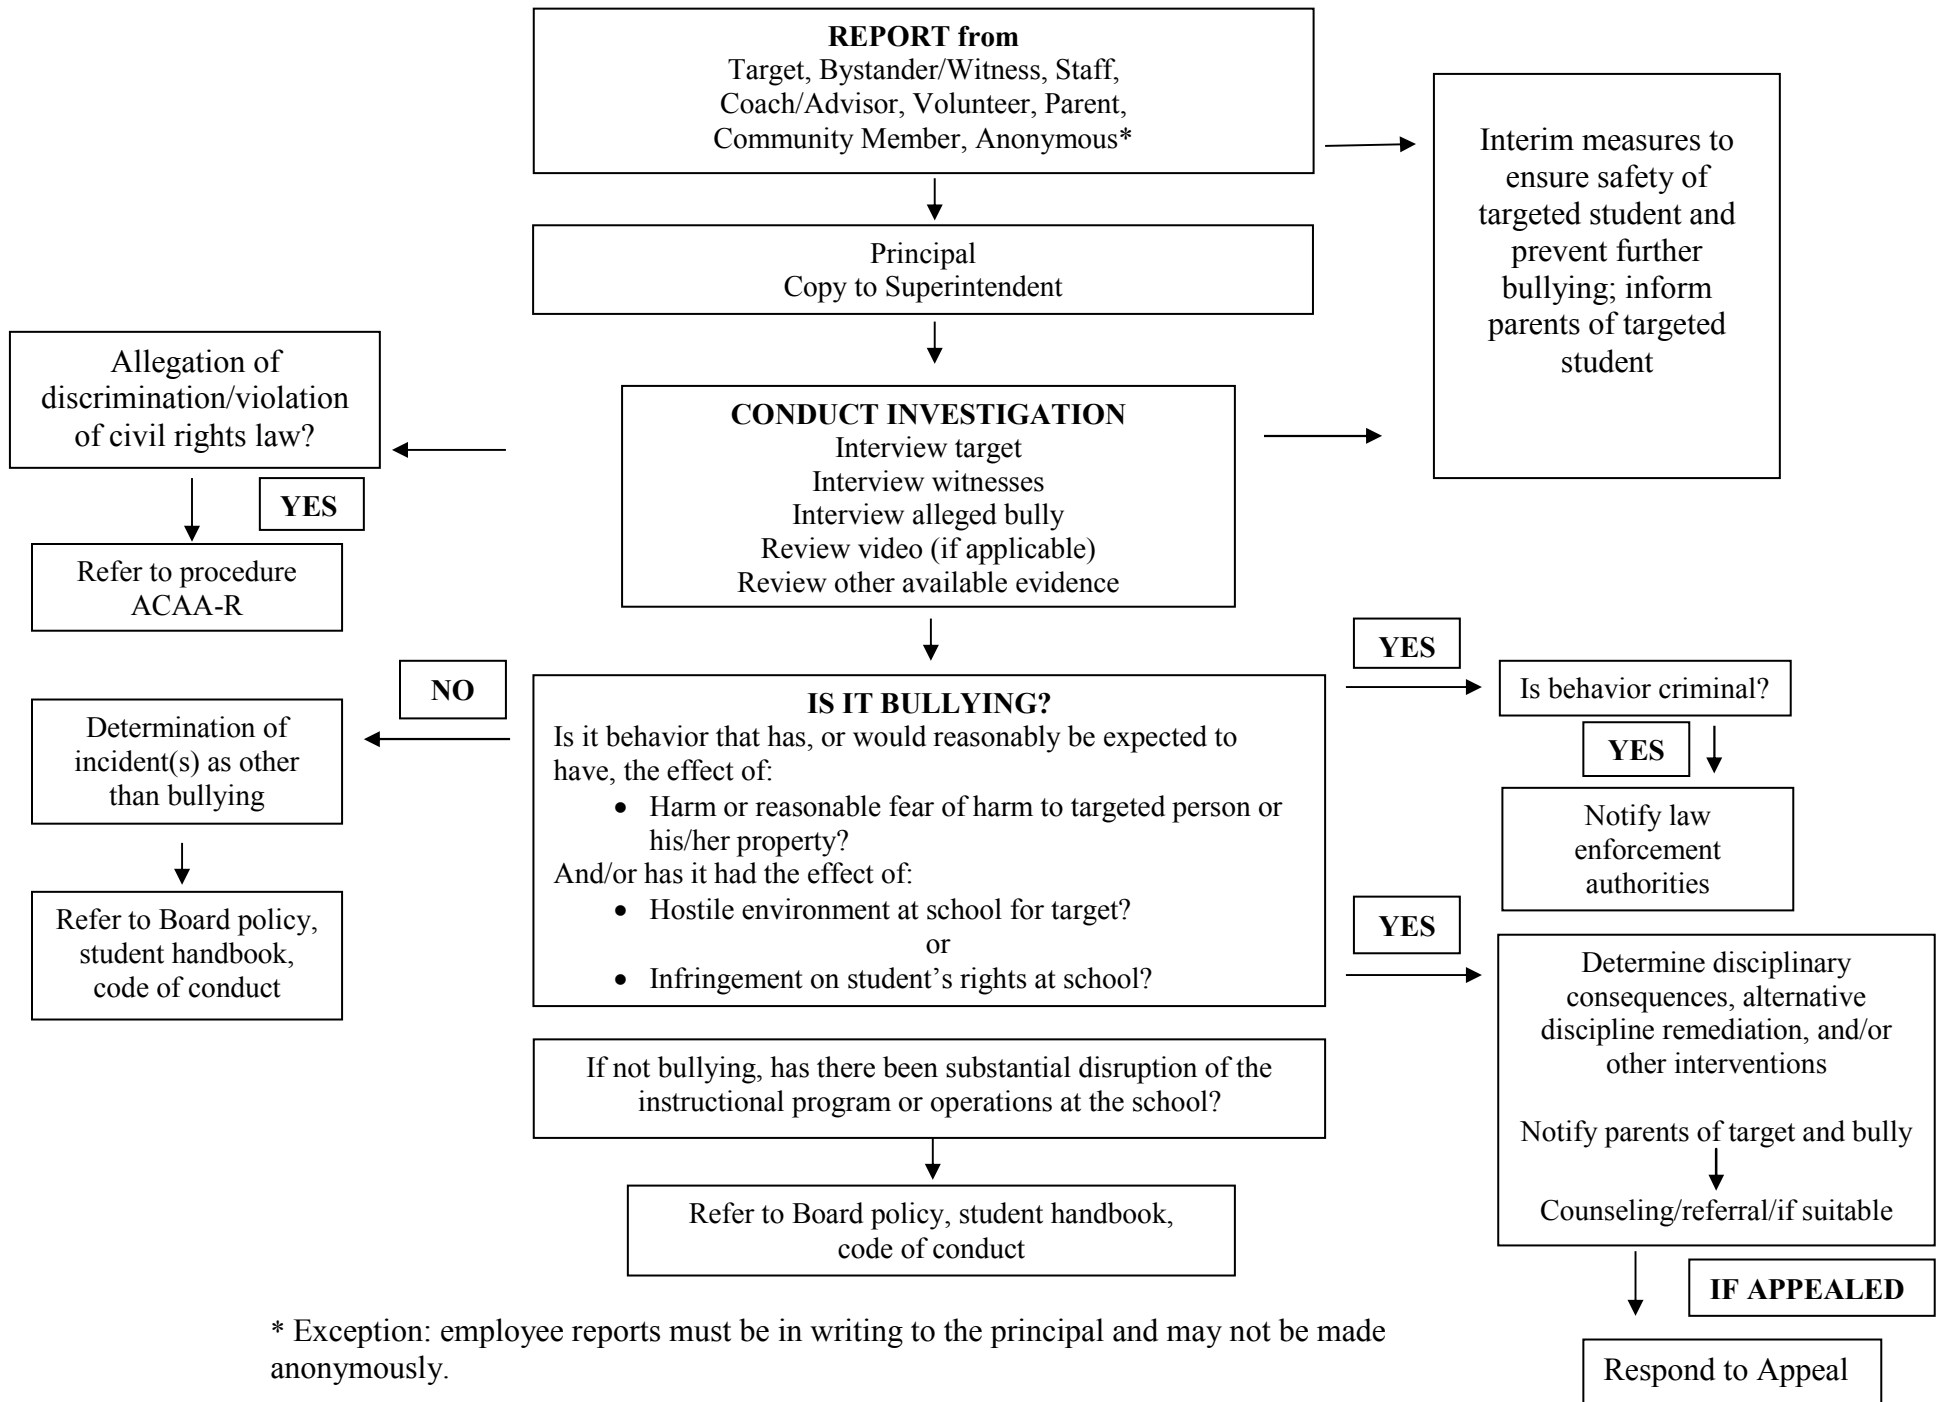 REPORT from
Target, Bystander/Witness, Staff,
Coach/Advisor, Volunteer, Parent,
Community Member, Anonymous*
Interim measures to
ensure safety of
targeted student and
prevent further
bullying; inform
parents of targeted
student
Principal
Copy to Superintendent
Allegation of
discrimination/violation
of civil rights law?
YES
Refer to procedure
ACAA-R
CONDUCT INVESTIGATION
Interview target
Interview witnesses
Interview alleged bully
Review video (if applicable)
Review other available evidence
NO
Determination of
incident(s) as other
than bullying
Refer to Board policy,
student handbook,
code of conduct
IS IT BULLYING?
Is it behavior that has, or would reasonably be expected to
have, the effect of:
• Harm or reasonable fear of harm to targeted person or
his/her property?
And/or has it had the effect of:
• Hostile environment at school for target?
or
• Infringement on student’s rights at school?
YES
Is behavior criminal?
YES
Notify law
enforcement
authorities
YES
Determine disciplinary
consequences, alternative
discipline remediation, and/or
other interventions
Notify parents of target and bully
Counseling/referral/if suitable
If not bullying, has there been substantial disruption of the
instructional program or operations at the school?
Refer to Board policy, student handbook,
code of conduct
IF APPEALED
Respond to Appeal
* Exception: employee reports must be in writing to the principal and may not be made
anonymously.